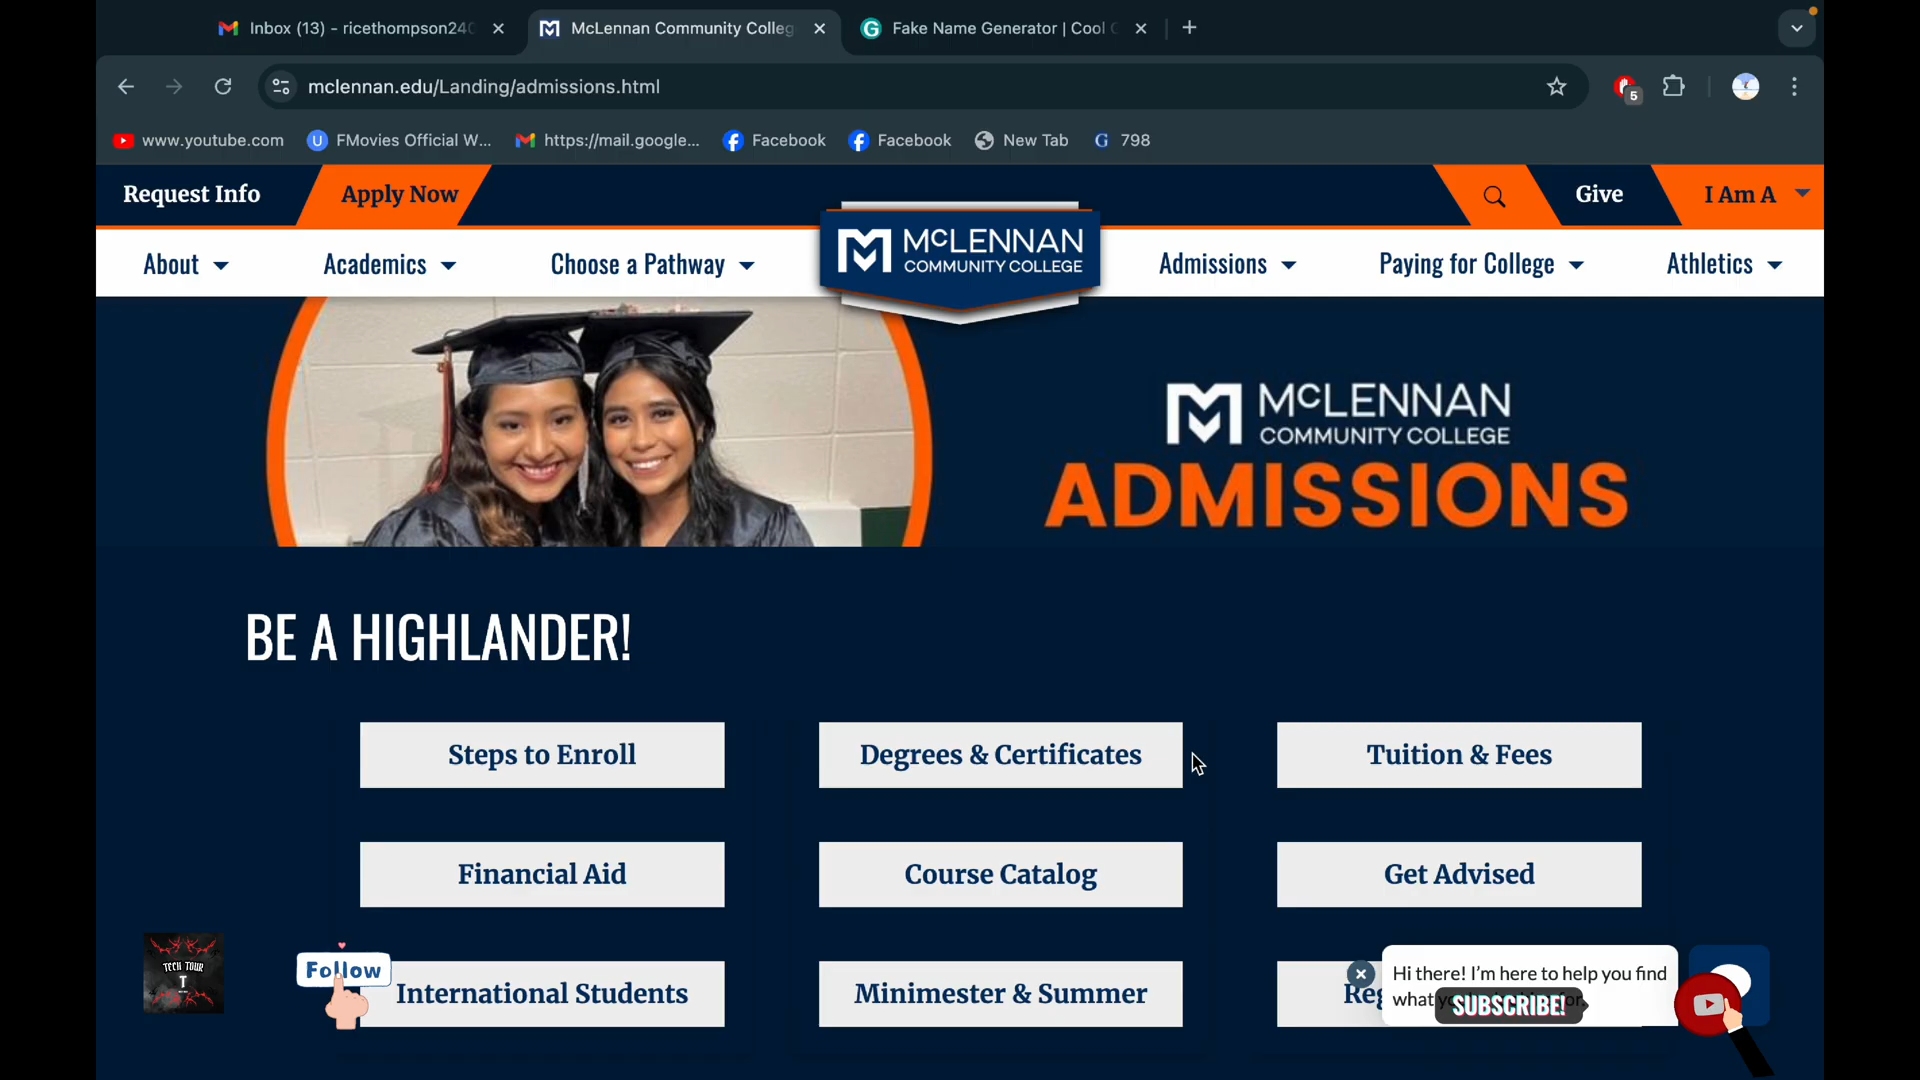 Inbox (13) - ricethompson240
McLennan Community Colleg
Fake Name Generator | Cool
mclennan.edu/Landing/admissions.html
5
www.youtube.com
FMovies Official W...
https://mail.google...
Facebook
Facebook
New Tab
798
Request Info
Apply Now
Give
I Am A
About
Academics
Choose a Pathway
McLENNAN
COMMUNITY COLLEGE
Admissions
Paying for College
Athletics
McLENNAN
COMMUNITY COLLEGE
ADMISSIONS
BE A HIGHLANDER!
Steps to Enroll
Degrees & Certificates
Tuition & Fees
Financial Aid
Course Catalog
Get Advised
TECH TOUR
T
Follow
International Students
Minimester & Summer
Hi there! I'm here to help you find
what
SUBSCRIBE!